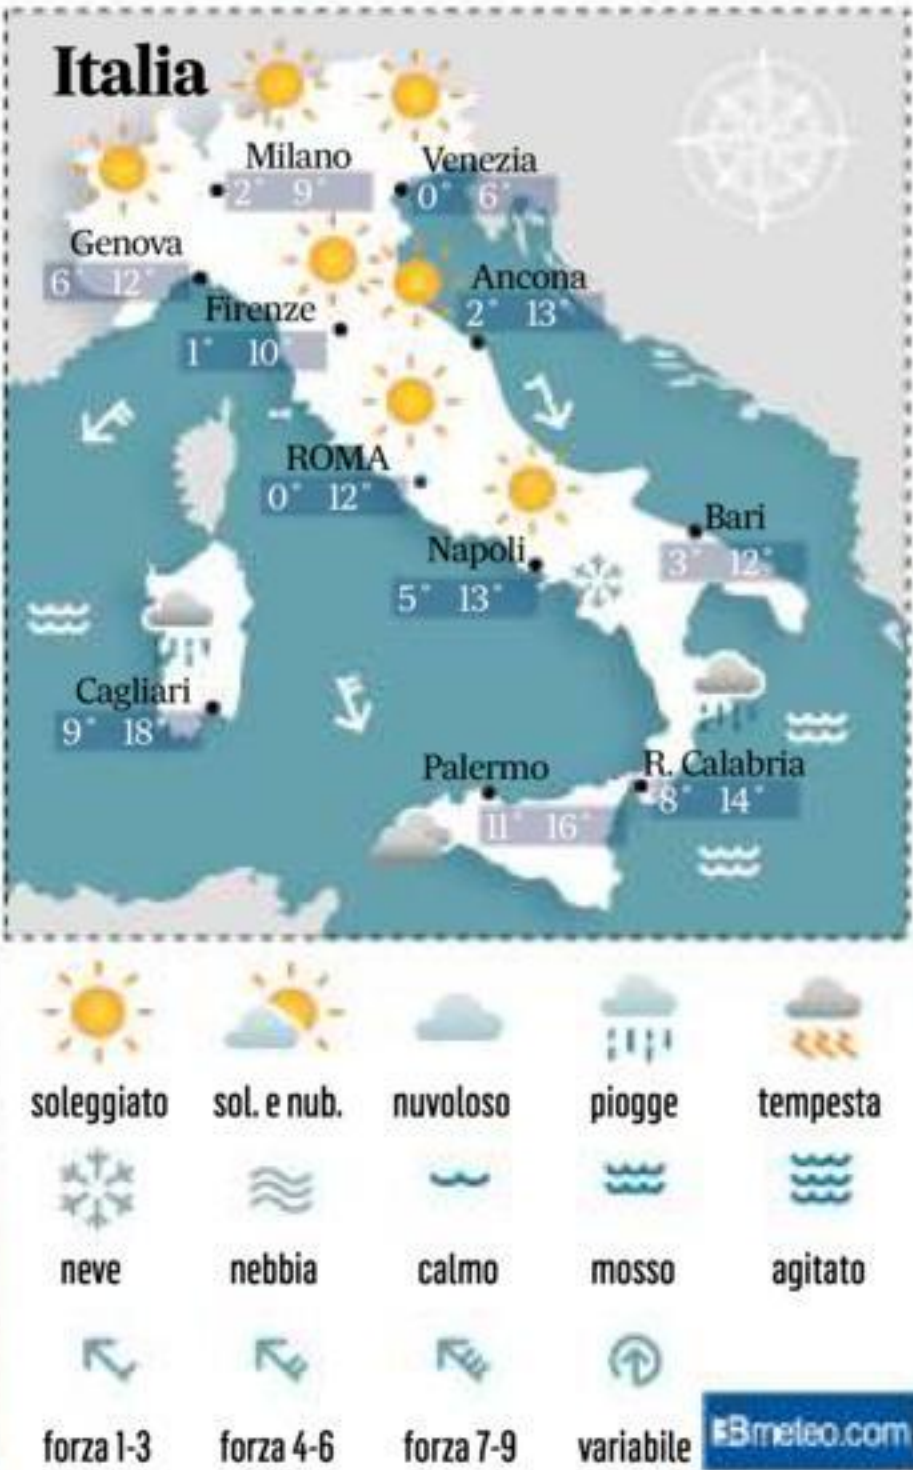 Italia
Milano
2° 9°
Venezia
0° 6°
Genova
6° 12°
Firenze
1° 10°
Ancona
2° 13°
ROMA
0° 12°
Napoli
5° 13°
Bari
3° 12°
Cagliari
9° 18°
Palermo
11° 16°
R. Calabria
8° 14°
soleggiato sol. e nub. nuvoloso piogge tempesta
neve nebbia calmo mosso agitato
forza 1-3 forza 4-6 forza 7-9 variabile
3Bmeteo.com